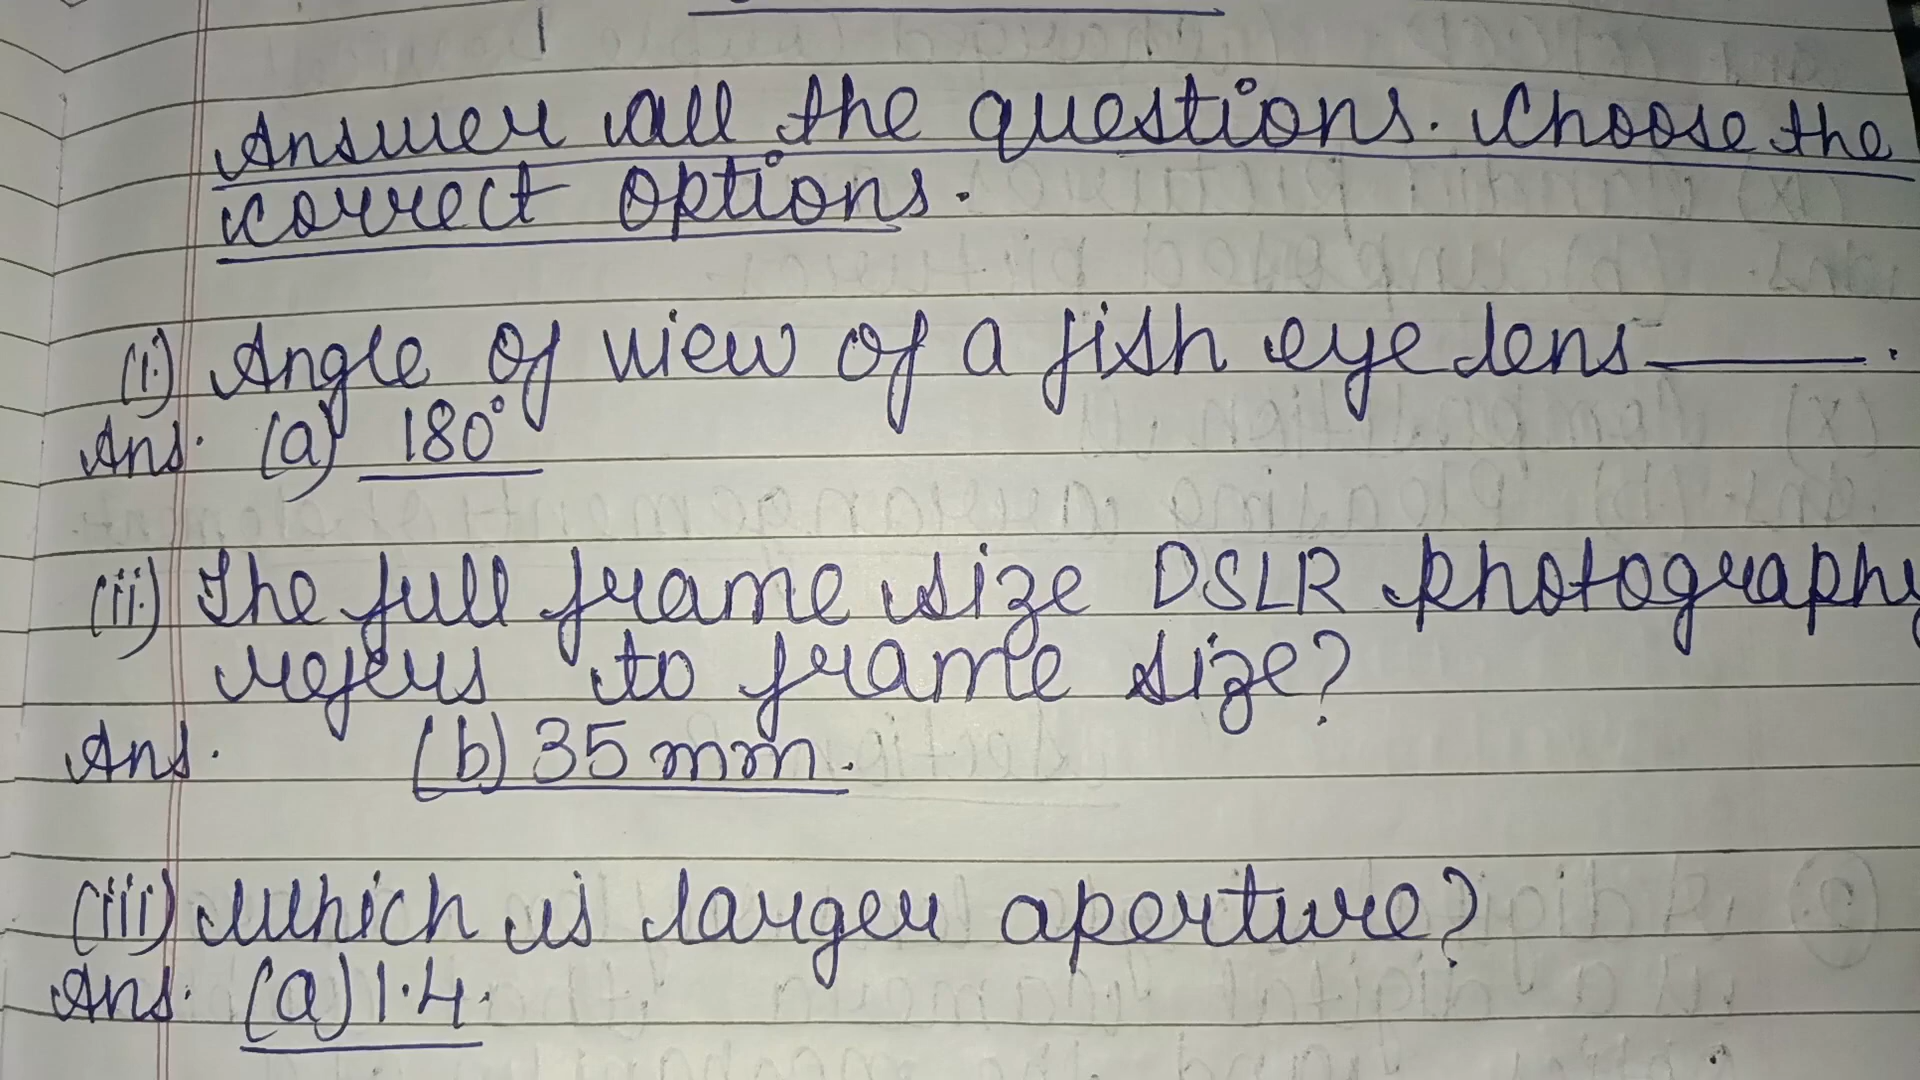 Answer all the questions. Choose the
correct options.
(i) Angle of view of a fish eye lens______.
Ans. (a) 180°
(ii) The full frame size DSLR photography
refers to frame size?
Ans. (b) 35 mm.
(iii) Which is larger aperture?
Ans. (a) 1.4.